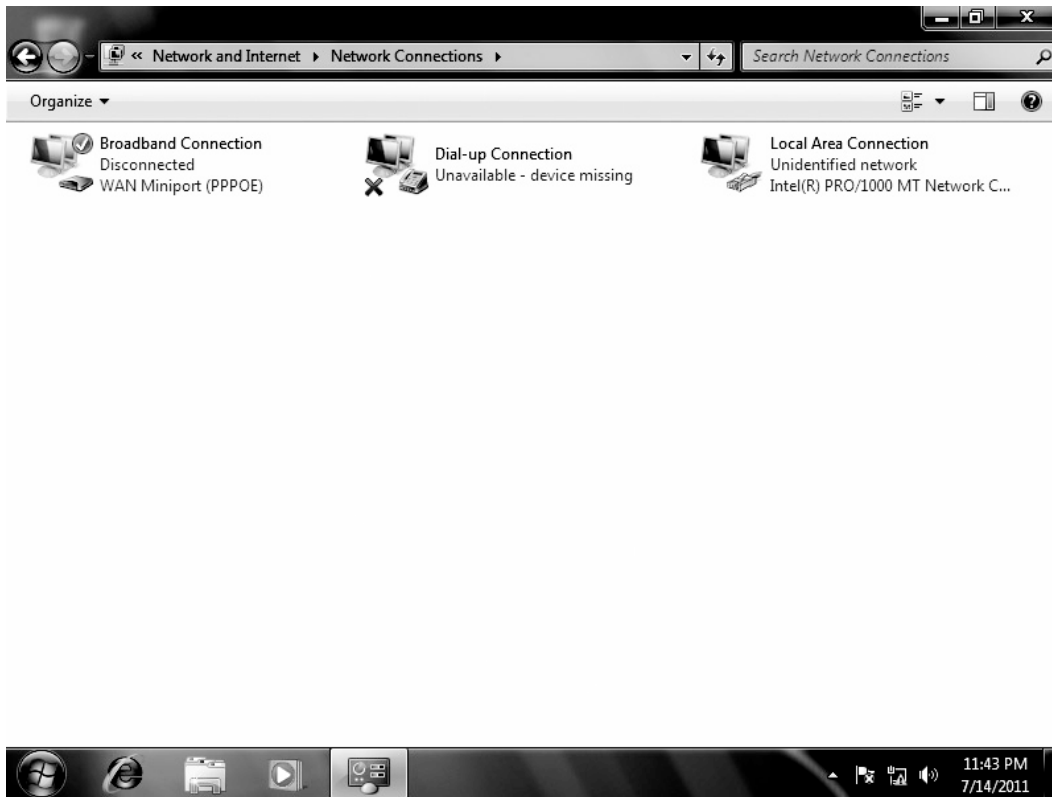 « Network and Internet ▸ Network Connections ▸
Search Network Connections
Organize ▾
Broadband Connection
Disconnected
WAN Miniport (PPPOE)
Dial-up Connection
Unavailable - device missing
Local Area Connection
Unidentified network
Intel(R) PRO/1000 MT Network C...
11:43 PM
7/14/2011